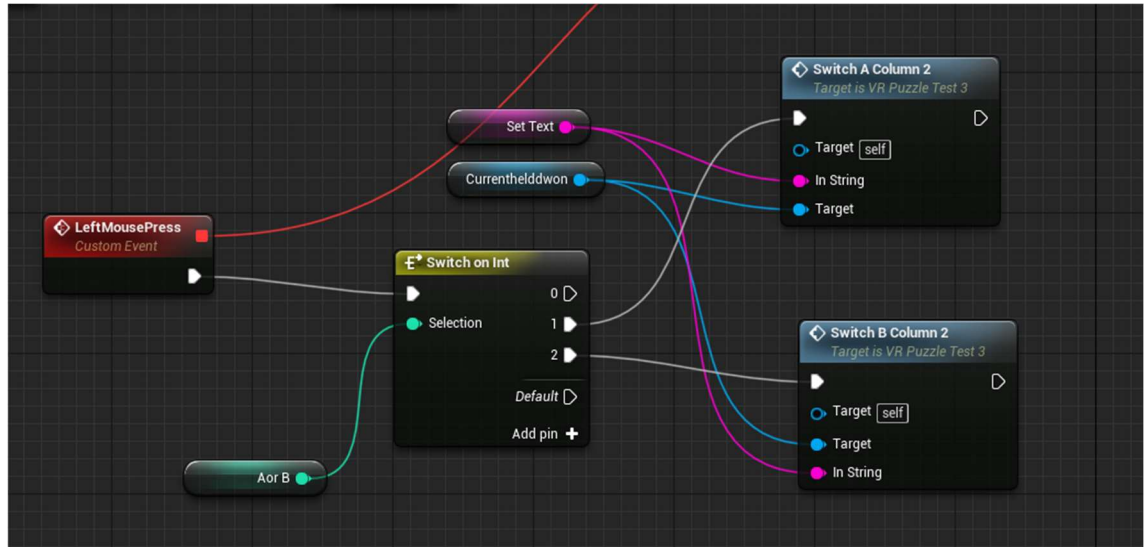 LeftMousePress
Custom Event
Set Text
Currenthelddwon
Switch on Int
0
Selection
1
2
Default
Add pin +
Aor B
Switch A Column 2
Target is VR Puzzle Test 3
Target self
In String
Target
Switch B Column 2
Target is VR Puzzle Test 3
Target self
Target
In String